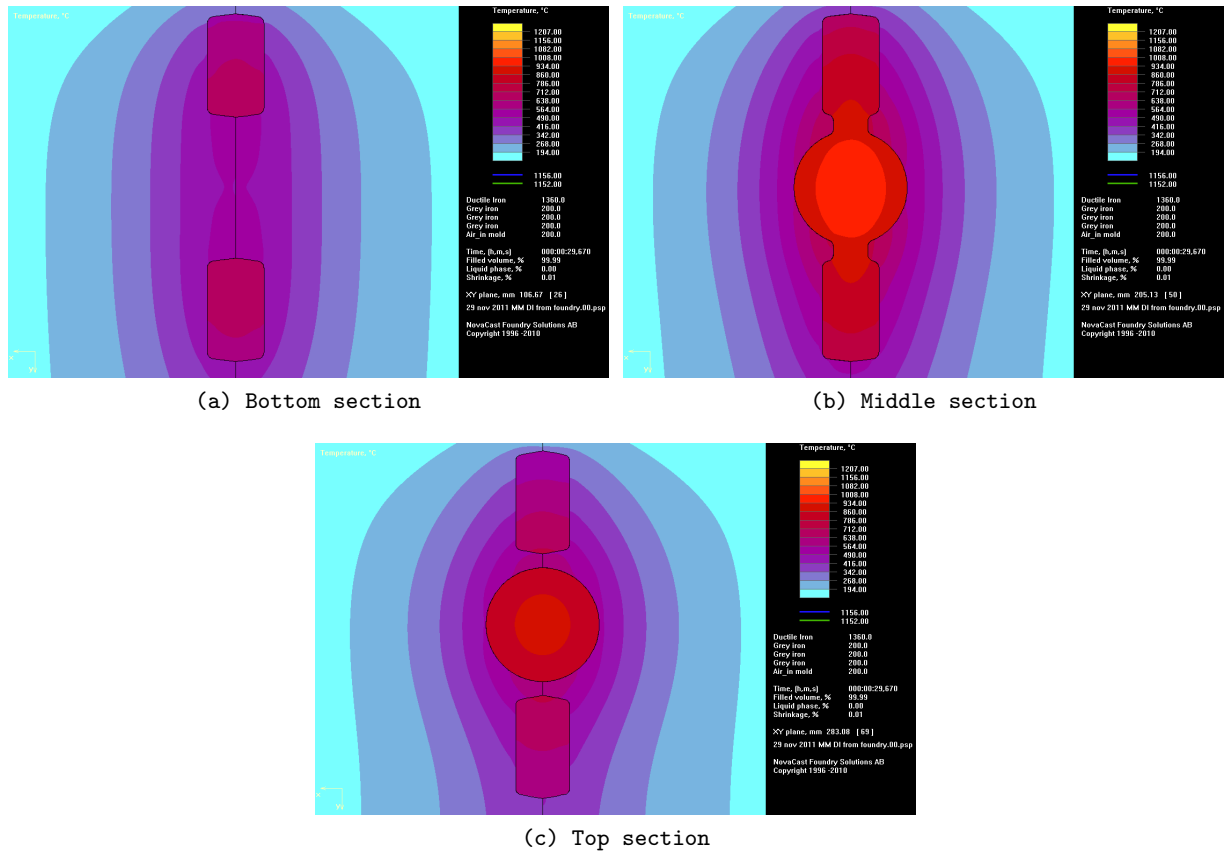 Temperature, °C
Temperature, °C
1207.00
1156.00
1082.00
1008.00
934.00
860.00
786.00
712.00
638.00
564.00
490.00
416.00
342.00
268.00
194.00
1156.00
1152.00
Ductile Iron 1360.0
Grey iron 200.0
Grey iron 200.0
Grey iron 200.0
Air_in mold 200.0
Time, (h,m,s) 000:00:29,670
Filled volume, % 99.99
Liquid phase, % 0.00
Shrinkage, % 0.01
XY plane, mm 106.67 [ 26 ]
29 nov 2011 MM DI from foundry.00.psp
NovaCast Foundry Solutions AB
Copyright 1996 -2010
X
(a) Bottom section
Temperature, °C
Temperature, °C
1207.00
1156.00
1082.00
1008.00
934.00
860.00
786.00
712.00
638.00
564.00
490.00
416.00
342.00
268.00
194.00
1156.00
1152.00
Ductile Iron 1360.0
Grey iron 200.0
Grey iron 200.0
Grey iron 200.0
Air_in mold 200.0
Time, (h,m,s) 000:00:29,670
Filled volume, % 99.99
Liquid phase, % 0.00
Shrinkage, % 0.01
XY plane, mm 205.13 [ 50 ]
29 nov 2011 MM DI from foundry.00.psp
NovaCast Foundry Solutions AB
Copyright 1996 -2010
X
(b) Middle section
Temperature, °C
Temperature, °C
1207.00
1156.00
1082.00
1008.00
934.00
860.00
786.00
712.00
638.00
564.00
490.00
416.00
342.00
268.00
194.00
1156.00
1152.00
Ductile Iron 1360.0
Grey iron 200.0
Grey iron 200.0
Grey iron 200.0
Air_in mold 200.0
Time, (h,m,s) 000:00:29,670
Filled volume, % 99.99
Liquid phase, % 0.00
Shrinkage, % 0.01
XY plane, mm 283.08 [ 69 ]
29 nov 2011 MM DI from foundry.00.psp
NovaCast Foundry Solutions AB
Copyright 1996 -2010
X
(c) Top section